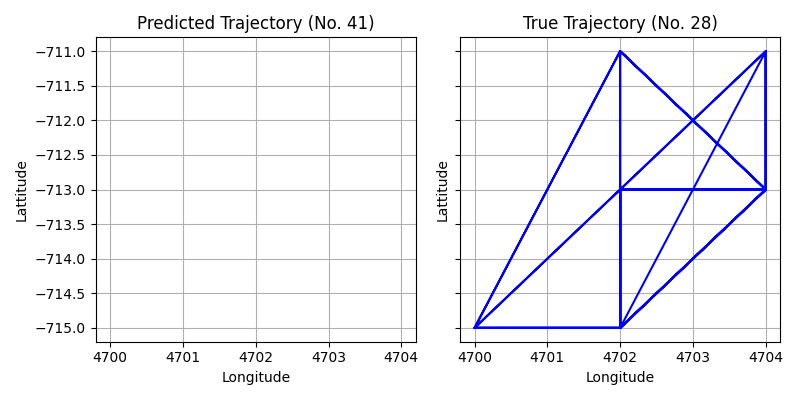 Predicted Trajectory (No. 41)
True Trajectory (No. 28)
Lattitude
−711.0
−711.5
−712.0
−712.5
−713.0
−713.5
−714.0
−714.5
−715.0
4700 4701 4702 4703 4704
Longitude
Lattitude
4700 4701 4702 4703 4704
Longitude